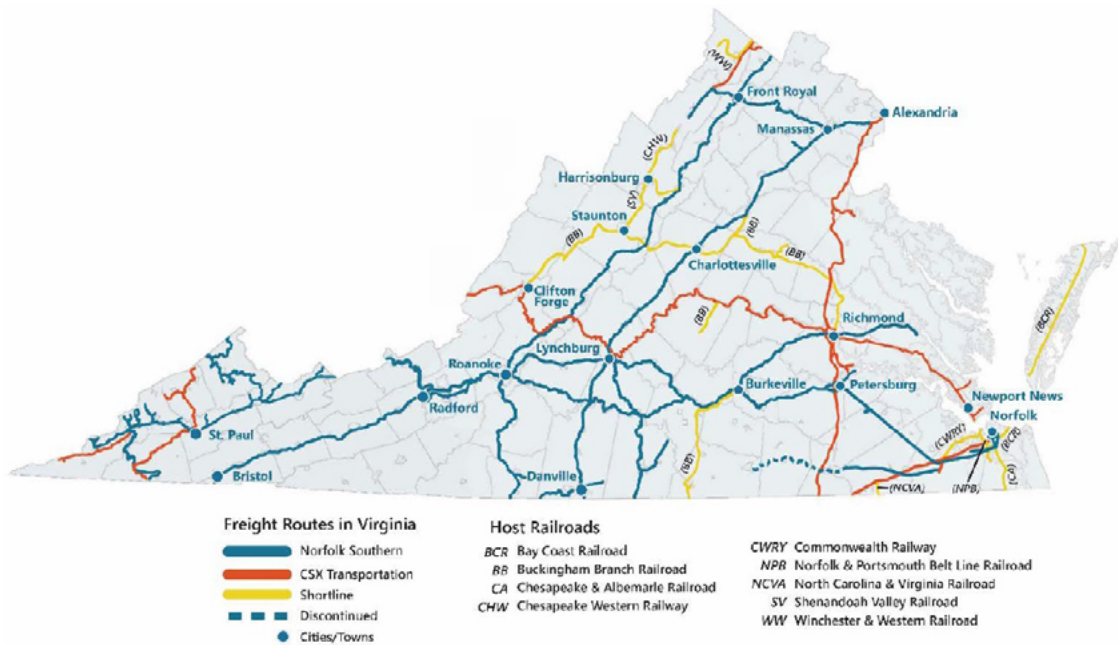 (WW)
Front Royal
Alexandria
Manassas
(CHW)
Harrisonburg
(SV)
Staunton
(BB)
(BB)
(BB)
Charlottesville
Clifton
Forge
(BCR)
Richmond
(BB)
Lynchburg
Roanoke
Burkeville
Petersburg
Newport News
Radford
Norfolk
St. Paul
(CWRY)
(BCR)
Bristol
(BB)
Danville
(CA)
(NCVA)
(NPB)
Freight Routes in Virginia
Norfolk Southern
CSX Transportation
Shortline
Discontinued
Cities/Towns
Host Railroads
BCR Bay Coast Railroad
BB Buckingham Branch Railroad
CA Chesapeake & Albemarle Railroad
CHW Chesapeake Western Railway
CWRY Commonwealth Railway
NPB Norfolk & Portsmouth Belt Line Railroad
NCVA North Carolina & Virginia Railroad
SV Shenandoah Valley Railroad
WW Winchester & Western Railroad